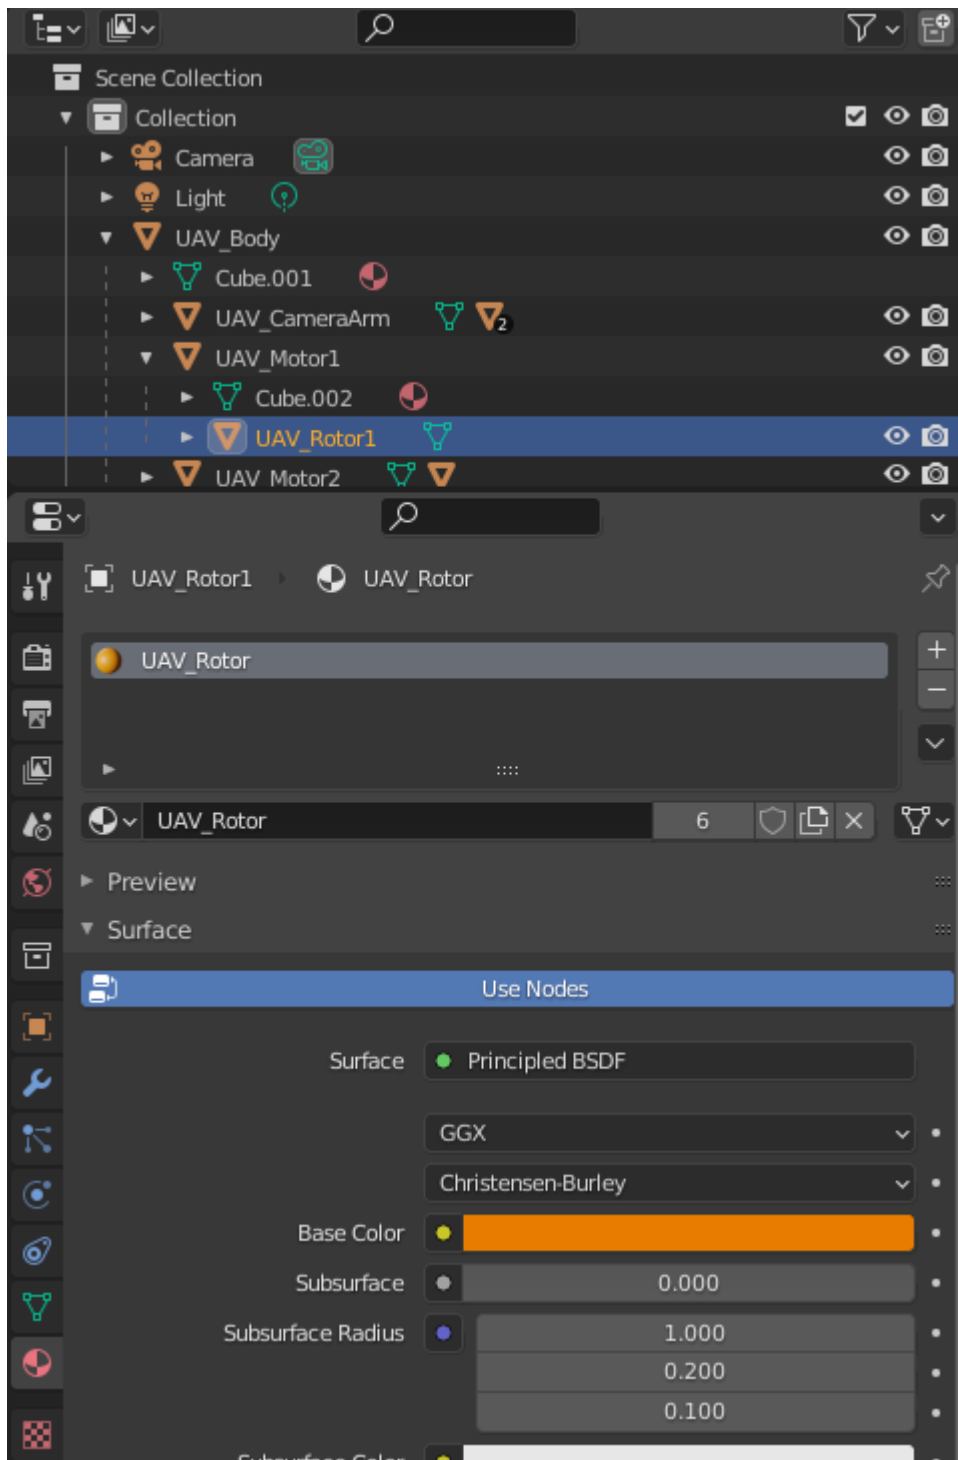 Scene Collection
Collection
Camera
Light
UAV_Body
Cube.001
UAV_CameraArm 2
UAV_Motor1
Cube.002
UAV_Rotor1
UAV_Motor2
UAV_Rotor1 UAV_Rotor
UAV_Rotor
UAV_Rotor 6
Preview
Surface
Use Nodes
Surface Principled BSDF
GGX
Christensen-Burley
Base Color
Subsurface 0.000
Subsurface Radius 1.000
0.200
0.100
Subsurface Color